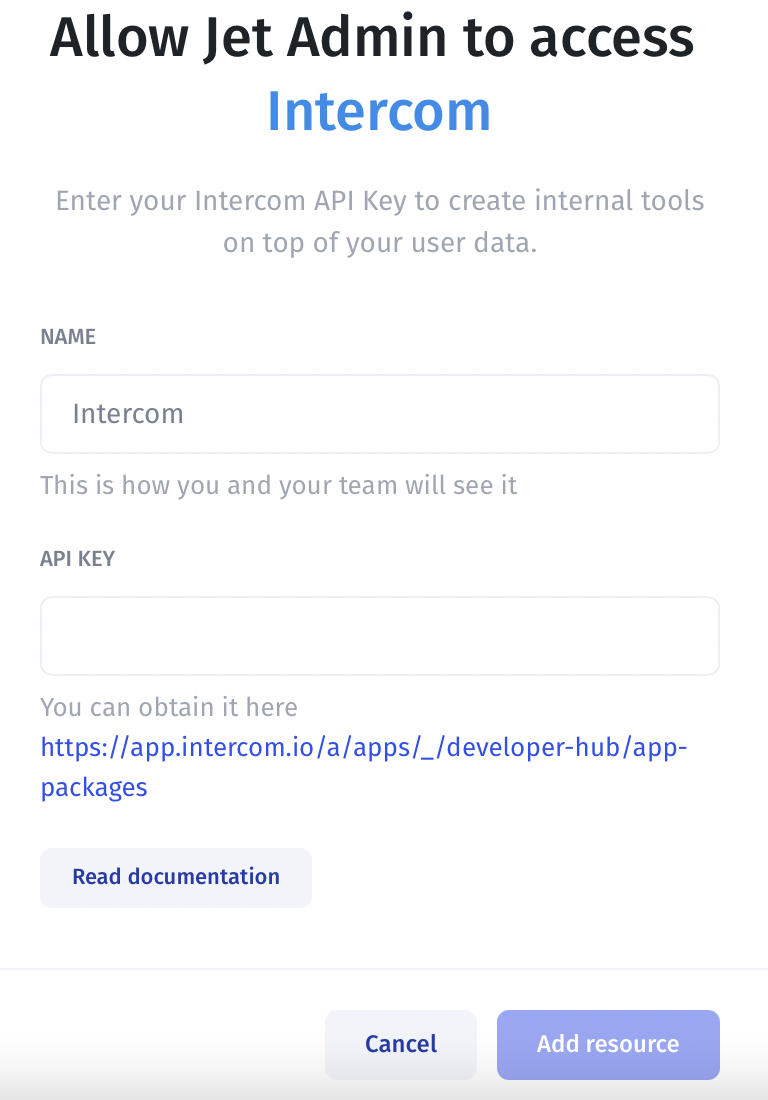 Allow Jet Admin to access
Intercom
Enter your Intercom API Key to create internal tools
on top of your user data.
NAME
Intercom
This is how you and your team will see it
API KEY
You can obtain it here
https://app.intercom.io/a/apps/_/developer-hub/app-
packages
Read documentation
Cancel
Add resource